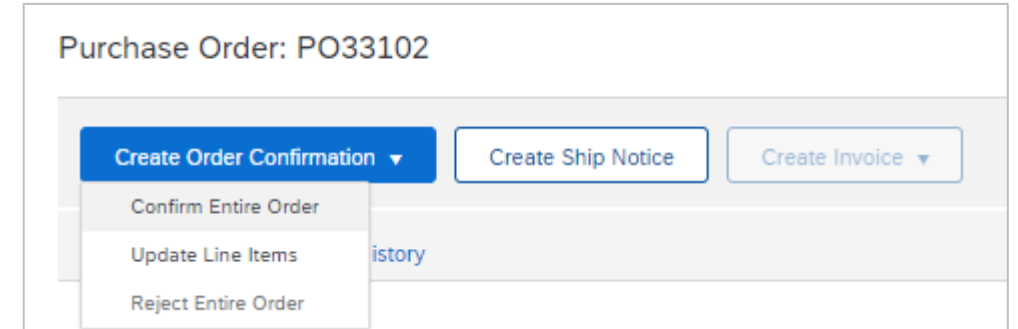 Purchase Order: PO33102
Create Order Confirmation ▼ Create Ship Notice Create Invoice ▼
Confirm Entire Order
Update Line Items istory
Reject Entire Order